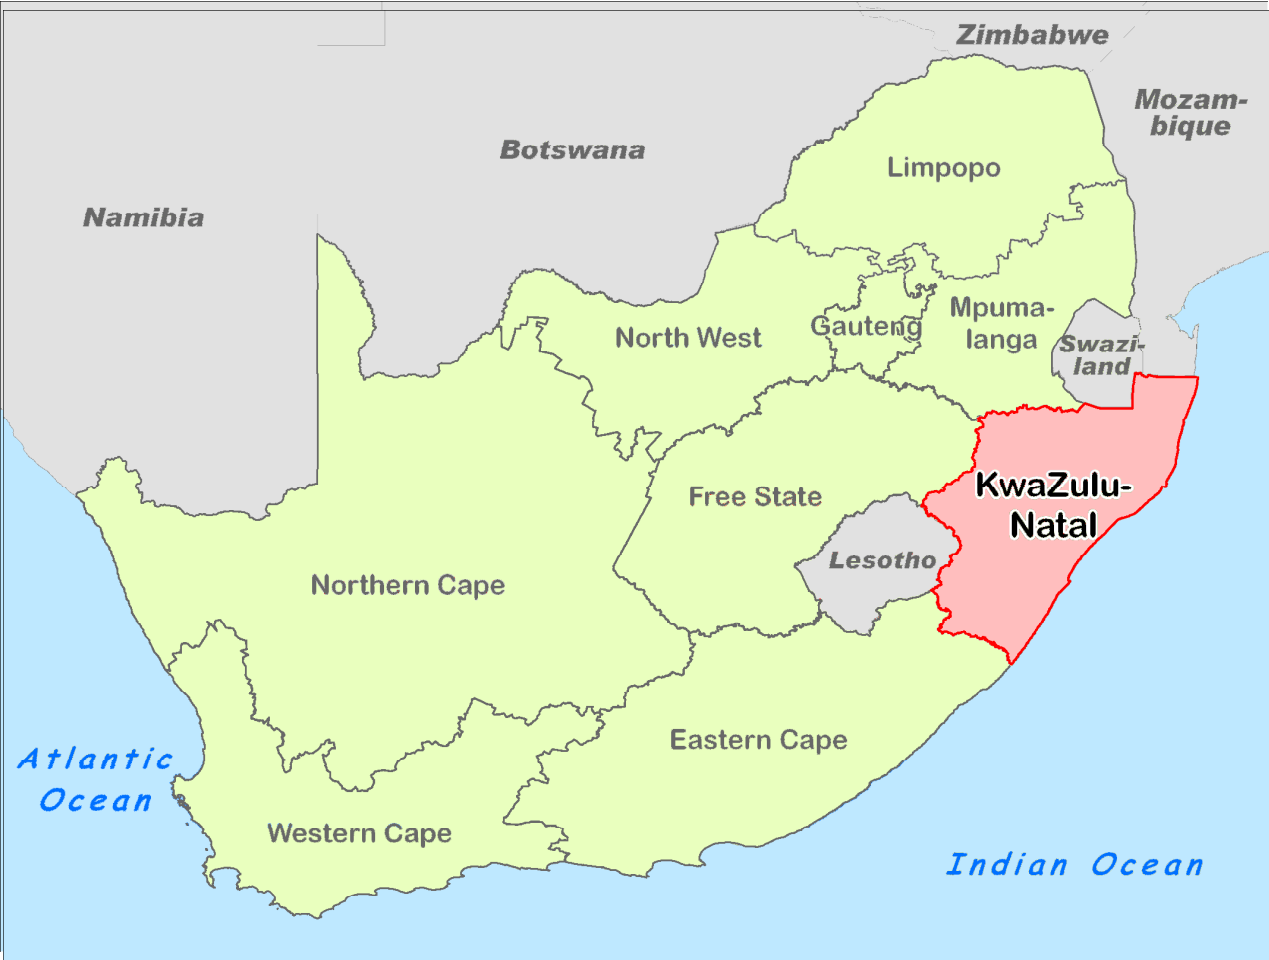 Zimbabwe
Mozam-
bique
Botswana
Limpopo
Namibia
Mpuma-
langa
Gauteng
North West
Swazi-
land
KwaZulu-
Natal
Free State
Lesotho
Northern Cape
Eastern Cape
Atlantic
Ocean
Western Cape
Indian Ocean